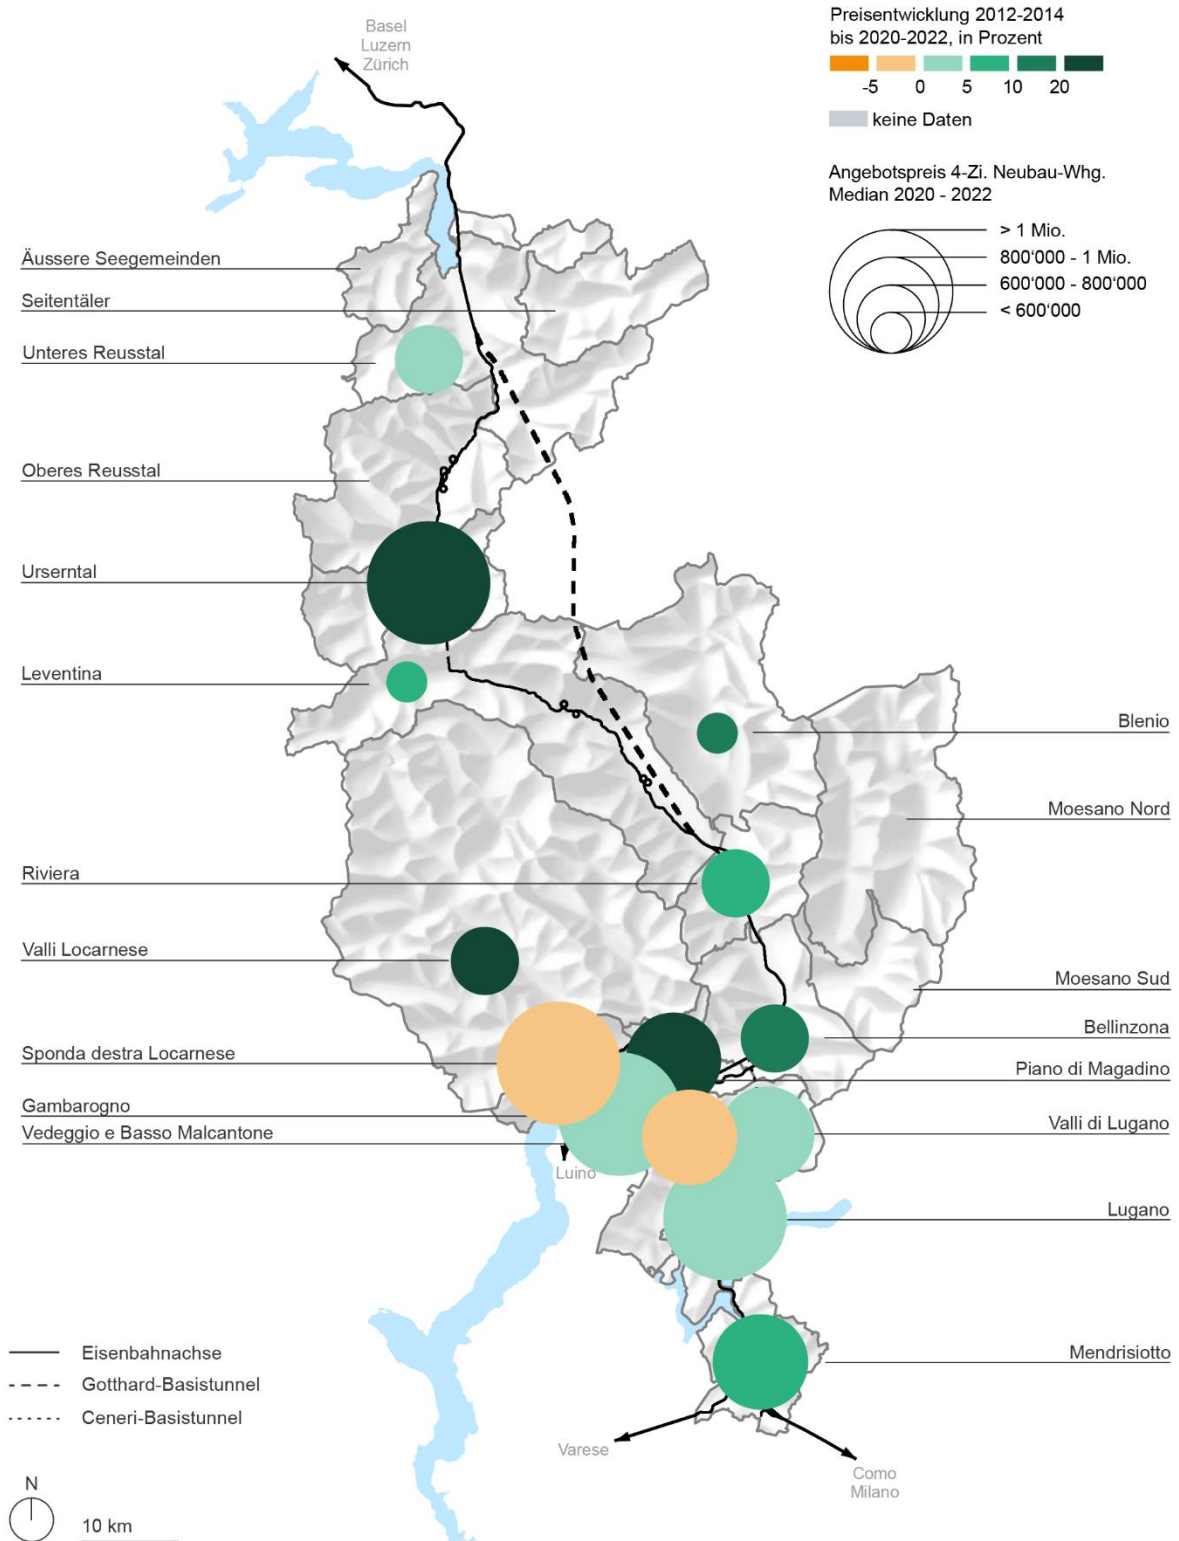 Preisentwicklung 2012-2014
bis 2020-2022, in Prozent
-5 0 5 10 20
keine Daten
Angebotspreis 4-Zi. Neubau-Whg.
Median 2020 - 2022
> 1 Mio.
800‘000 - 1 Mio.
600‘000 - 800‘000
< 600‘000
Basel
Luzern
Zürich
Äussere Seegemeinden
Seitentäler
Unteres Reusstal
Oberes Reusstal
Urserntal
Leventina
Blenio
Moesano Nord
Riviera
Valli Locarnese
Moesano Sud
Bellinzona
Sponda destra Locarnese
Piano di Magadino
Gambarogno
Valli di Lugano
Vedeggio e Basso Malcantone
Luino
Lugano
Mendrisiotto
Eisenbahnachse
Gotthard-Basistunnel
Ceneri-Basistunnel
Varese
Como
Milano
N
10 km